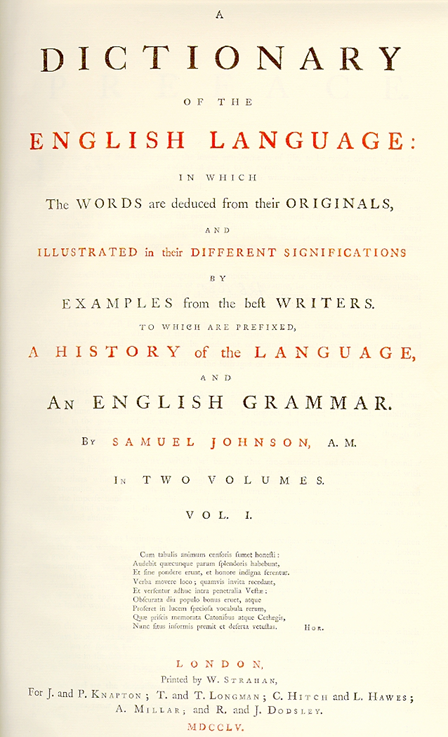 A
DICTIONARY
OF THE
ENGLISH LANGUAGE:
IN WHICH
The WORDS are deduced from their ORIGINALS,
AND
ILLUSTRATED in their DIFFERENT SIGNIFICATIONS
BY
EXAMPLES from the beſt WRITERS.
TO WHICH ARE PREFIXED,
A HISTORY of the LANGUAGE,
AND
AN ENGLISH GRAMMAR.
BY SAMUEL JOHNSON, A. M.
IN TWO VOLUMES.
VOL. I.
Cum tabulis animum cenſoris ſumet honeſti:
Audebit quæcunque parum ſplendoris habebunt,
Et ſine pondere erunt, et honore indigna ferentur.
Verba movere loco; quamvis invita recedant,
Et verſentur adhuc intra penetralia Veſtæ:
Obſcurata diu populo bonus eruet, atque
Proferet in lucem ſpecioſa vocabula rerum,
Quæ priſcis memorata Catonibus atque Cethegis,
Nunc ſitus informis premit et deſerta vetuſtas. HOR.
LONDON,
Printed by W. STRAHAN,
For J. and P. KNAPTON; T. and T. LONGMAN; C. HITCH and L. HAWES;
A. MILLAR; and R. and J. DODSLEY.
MDCCLV.